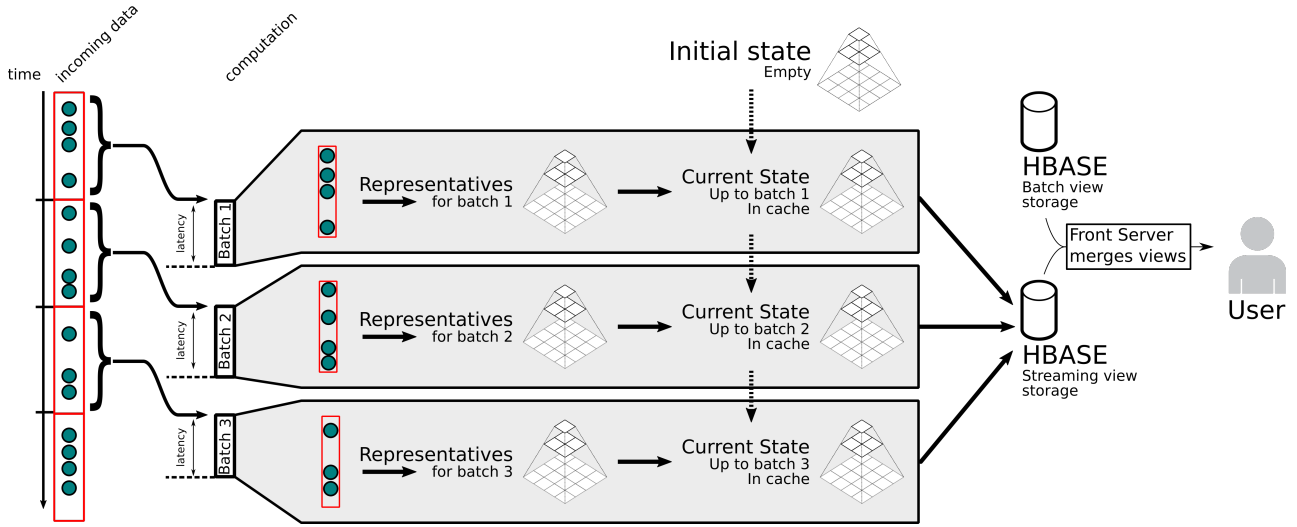 time
incoming data
computation
Initial state
Empty
Batch 1
latency
Representatives
for batch 1
Current State
Up to batch 1
In cache
Batch 2
latency
Representatives
for batch 2
Current State
Up to batch 2
In cache
Batch 3
latency
Representatives
for batch 3
Current State
Up to batch 3
In cache
HBASE
Batch view
storage
Front Server
merges views
User
HBASE
Streaming view
storage